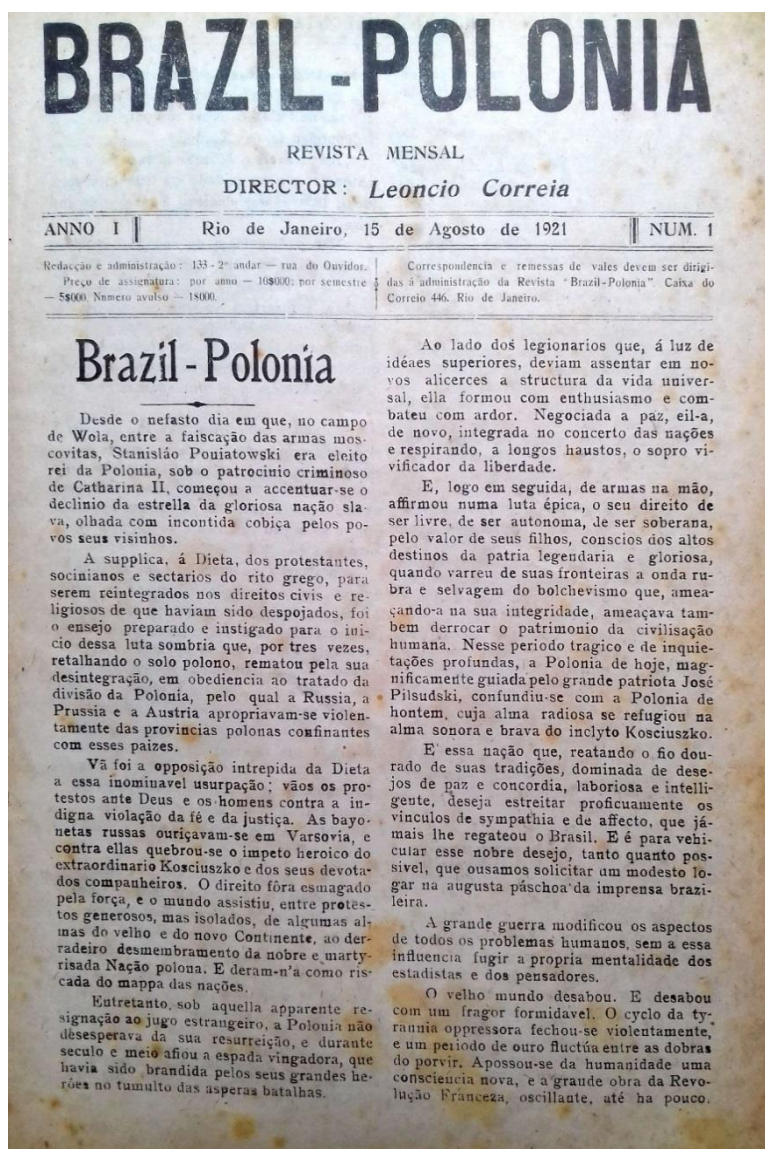 BRAZIL-POLONIA
REVISTA MENSAL
DIRECTOR: Leoncio Correia
ANNO I Rio de Janeiro, 15 de Agosto de 1921 NUM. 1
Redacção e administração: 133 - 2º andar — rua do Ouvidor.
Preço de assignatura: por anno — 10$000; por semestre
— 5$000. Numero avulso — 1$000.
Correspondencia e remessas de vales devem ser dirigi-
das á administração da Revista "Brazil-Polonia". Caixa do
Correio 446. Rio de Janeiro.
Brazil - Polonia
Desde o nefasto dia em que, no campo
de Wola, entre a faiscação das armas mos-
covitas, Stanisláo Poniatowski era eleito
rei da Polonia, sob o patrocinio criminoso
de Catharina II, começou a accentuar-se o
declinio da estrella da gloriosa nação sla-
va, olhada com incontida cobiça pelos po-
vos seus visinhos.
A supplica, á Dieta, dos protestantes,
socinianos e sectarios do rito grego, para
serem reintegrados nos direitos civis e re-
ligiosos de que haviam sido despojados, foi
o ensejo preparado e instigado para o ini-
cio dessa luta sombria que, por tres vezes,
retalhando o solo polono, rematou pela sua
desintegração, em obediencia ao tratado da
divisão da Polonia, pelo qual a Russia, a
Prussia e a Austria apropriavam-se violen-
tamente das provincias polonas confinantes
com esses paizes.
Vã foi a opposição intrepida da Dieta
a essa inominavel usurpação; vãos os pro-
testos ante Deus e os homens contra a in-
digna violação da fé e da justiça. As bayo-
netas russas ouriçavam-se em Varsovia, e
contra ellas quebrou-se o impeto heroico do
extraordinario Kosciuszko e dos seus devota-
dos companheiros. O direito fôra esmagado
pela força, e o mundo assistiu, entre protes-
tos generosos, mas isolados, de algumas al-
mas do velho e do novo Continente, ao der-
radeiro desmembramento da nobre e marty-
risada Nação polona. E deram-n'a como ris-
cada do mappa das nações.
Entretanto, sob aquella apparente re-
signação ao jugo estrangeiro, a Polonia não
desesperava da sua resurreição, e durante
seculo e meio afiou a espada vingadora, que
havia sido brandida pelos seus grandes he-
róes no tumulto das asperas batalhas.
Ao lado dos legionarios que, á luz de
idéaes superiores, deviam assentar em no-
vos alicerces a structura da vida univer-
sal, ella formou com enthusiasmo e com-
bateu com ardor. Negociada a paz, eil-a,
de novo, integrada no concerto das nações
e respirando, a longos haustos, o sopro vi-
vificador da liberdade.
E, logo em seguida, de armas na mão,
affirmou numa luta épica, o seu direito de
ser livre, de ser autonoma, de ser soberana,
pelo valor de seus filhos, conscios dos altos
destinos da patria legendaria e gloriosa,
quando varreu de suas fronteiras a onda ru-
bra e selvagem do bolchevismo que, amea-
çando-a na sua integridade, ameaçava tam-
bem derrocar o patrimonio da civilisação
humana. Nesse periodo tragico e de inquie-
tações profundas, a Polonia de hoje, mag-
nificamente guiada pelo grande patriota José
Pilsudski, confundiu-se com a Polonia de
hontem, cuja alma radiosa se refugiou na
alma sonora e brava do inclyto Kosciuszko.
E' essa nação que, reatando o fio dou-
rado de suas tradições, dominada de dese-
jos de paz e concordia, laboriosa e intelli-
gente, deseja estreitar proficuamente os
vinculos de sympathia e de affecto, que já-
mais lhe regateou o Brasil. E é para vehi-
cular esse nobre desejo, tanto quanto pos-
sivel, que ousamos solicitar um modesto lo-
gar na augusta páschoa da imprensa brazi-
leira.
A grande guerra modificou os aspectos
de todos os problemas humanos, sem a essa
influencia fugir a propria mentalidade dos
estadistas e dos pensadores.
O velho mundo desabou. E desabou
com um fragor formidavel. O cyclo da ty-
rannia oppressora fechou-se violentamente,
e um periodo de ouro fluctúa entre as dobras
do porvir. Apossou-se da humanidade uma
consciencia nova, e a grande obra da Revo-
lução Franceza, oscillante, até ha pouco,